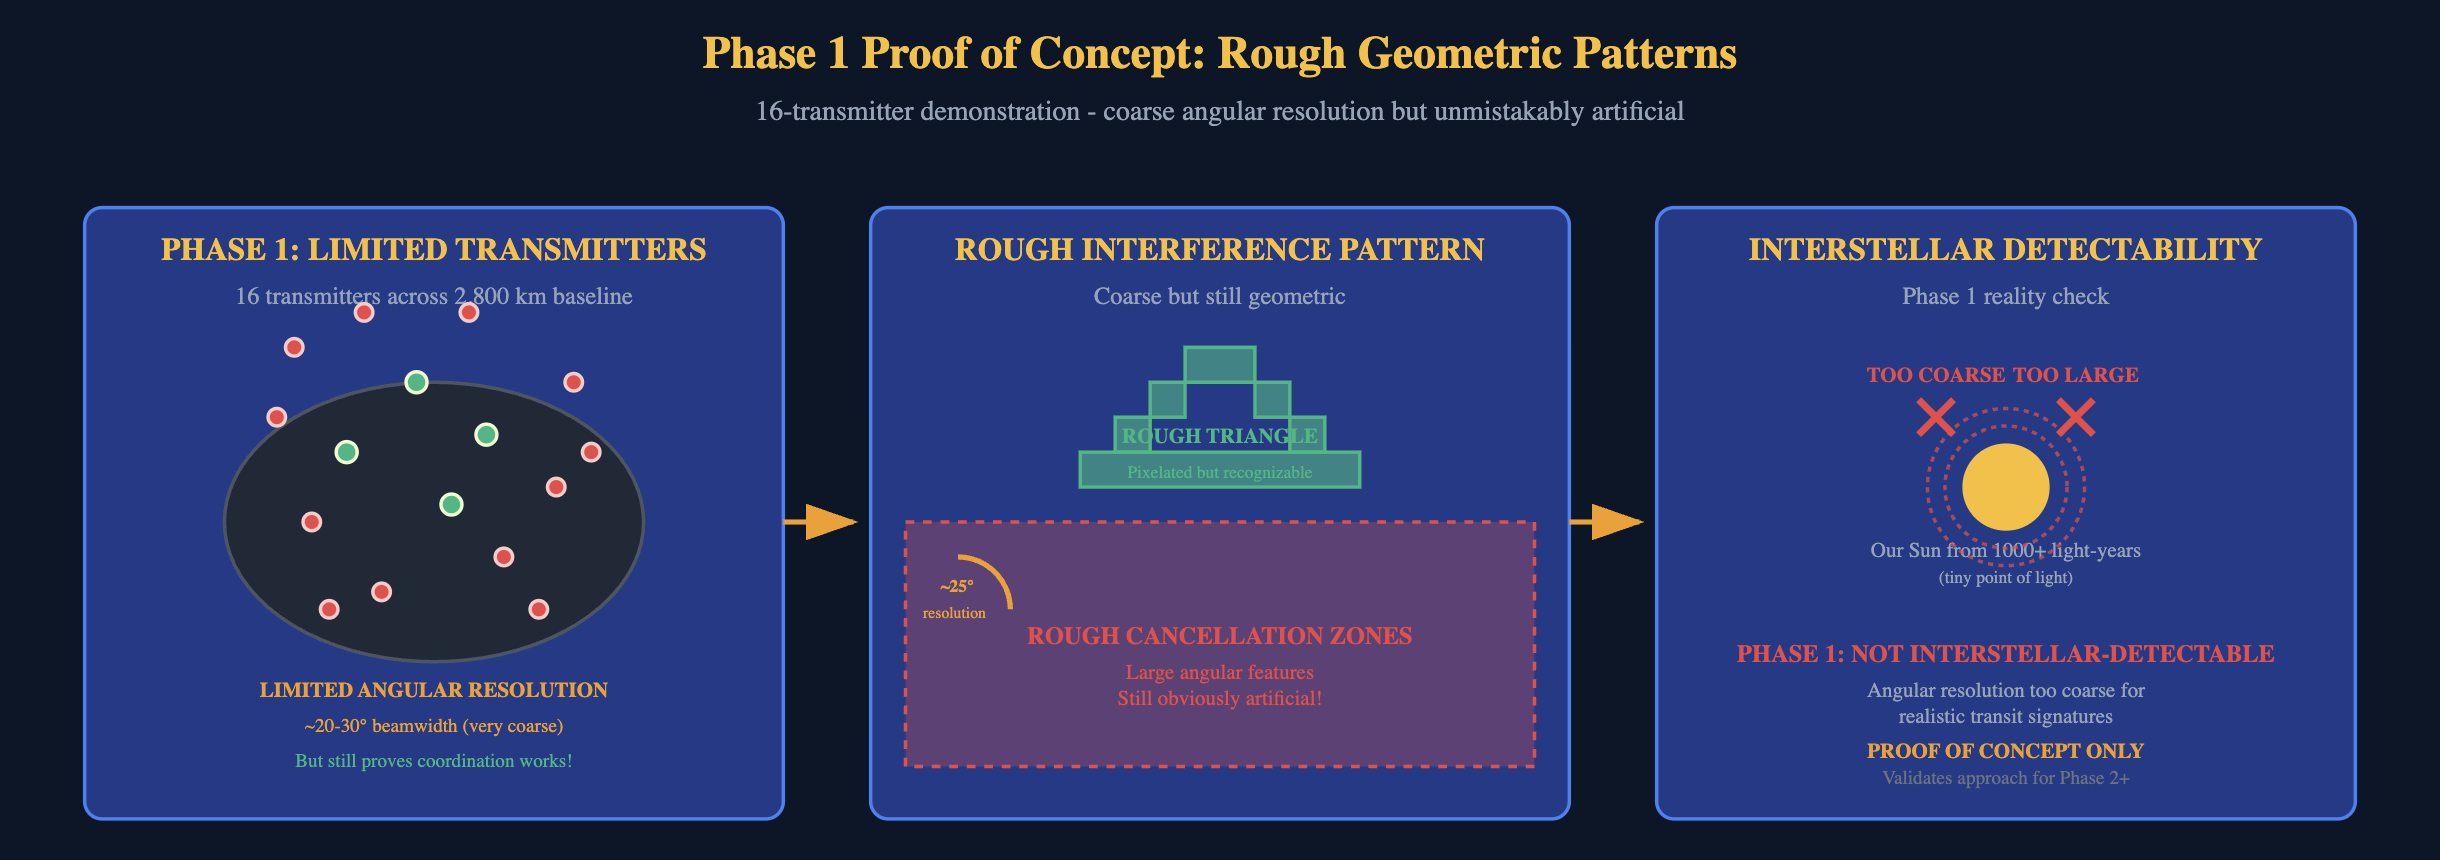 Phase 1 Proof of Concept: Rough Geometric Patterns
16-transmitter demonstration - coarse angular resolution but unmistakably artificial
PHASE 1: LIMITED TRANSMITTERS
16 transmitters across 2,800 km baseline
LIMITED ANGULAR RESOLUTION
~20-30° beamwidth (very coarse)
But still proves coordination works!
ROUGH INTERFERENCE PATTERN
Coarse but still geometric
ROUGH TRIANGLE
Pixelated but recognizable
~25°
resolution
ROUGH CANCELLATION ZONES
Large angular features
Still obviously artificial!
INTERSTELLAR DETECTABILITY
Phase 1 reality check
TOO COARSE TOO LARGE
Our Sun from 1000+ light-years
(tiny point of light)
PHASE 1: NOT INTERSTELLAR-DETECTABLE
Angular resolution too coarse for
realistic transit signatures
PROOF OF CONCEPT ONLY
Validates approach for Phase 2+